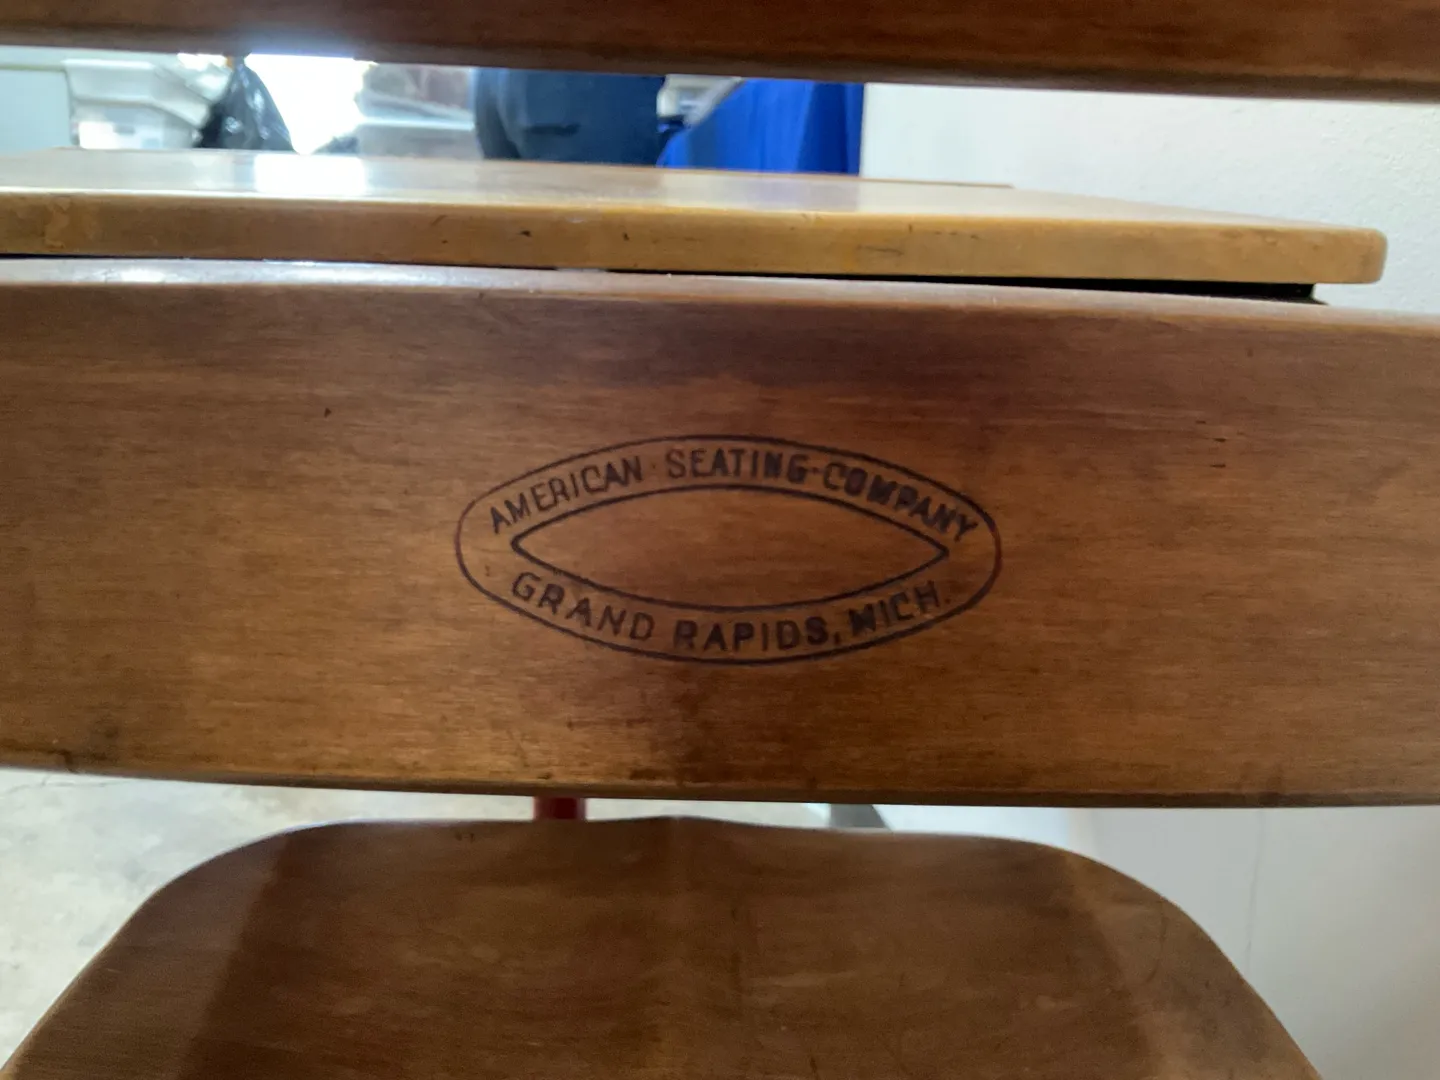 AMERICAN · SEATING · COMPANY
GRAND RAPIDS, MICH.